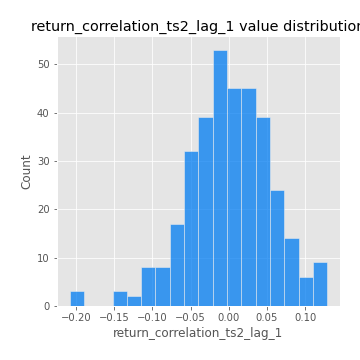 return_correlation_ts2_lag_1 value distribution
Count
50
40
30
20
10
0
−0.20 −0.15 −0.10 −0.05 0.00 0.05 0.10
return_correlation_ts2_lag_1